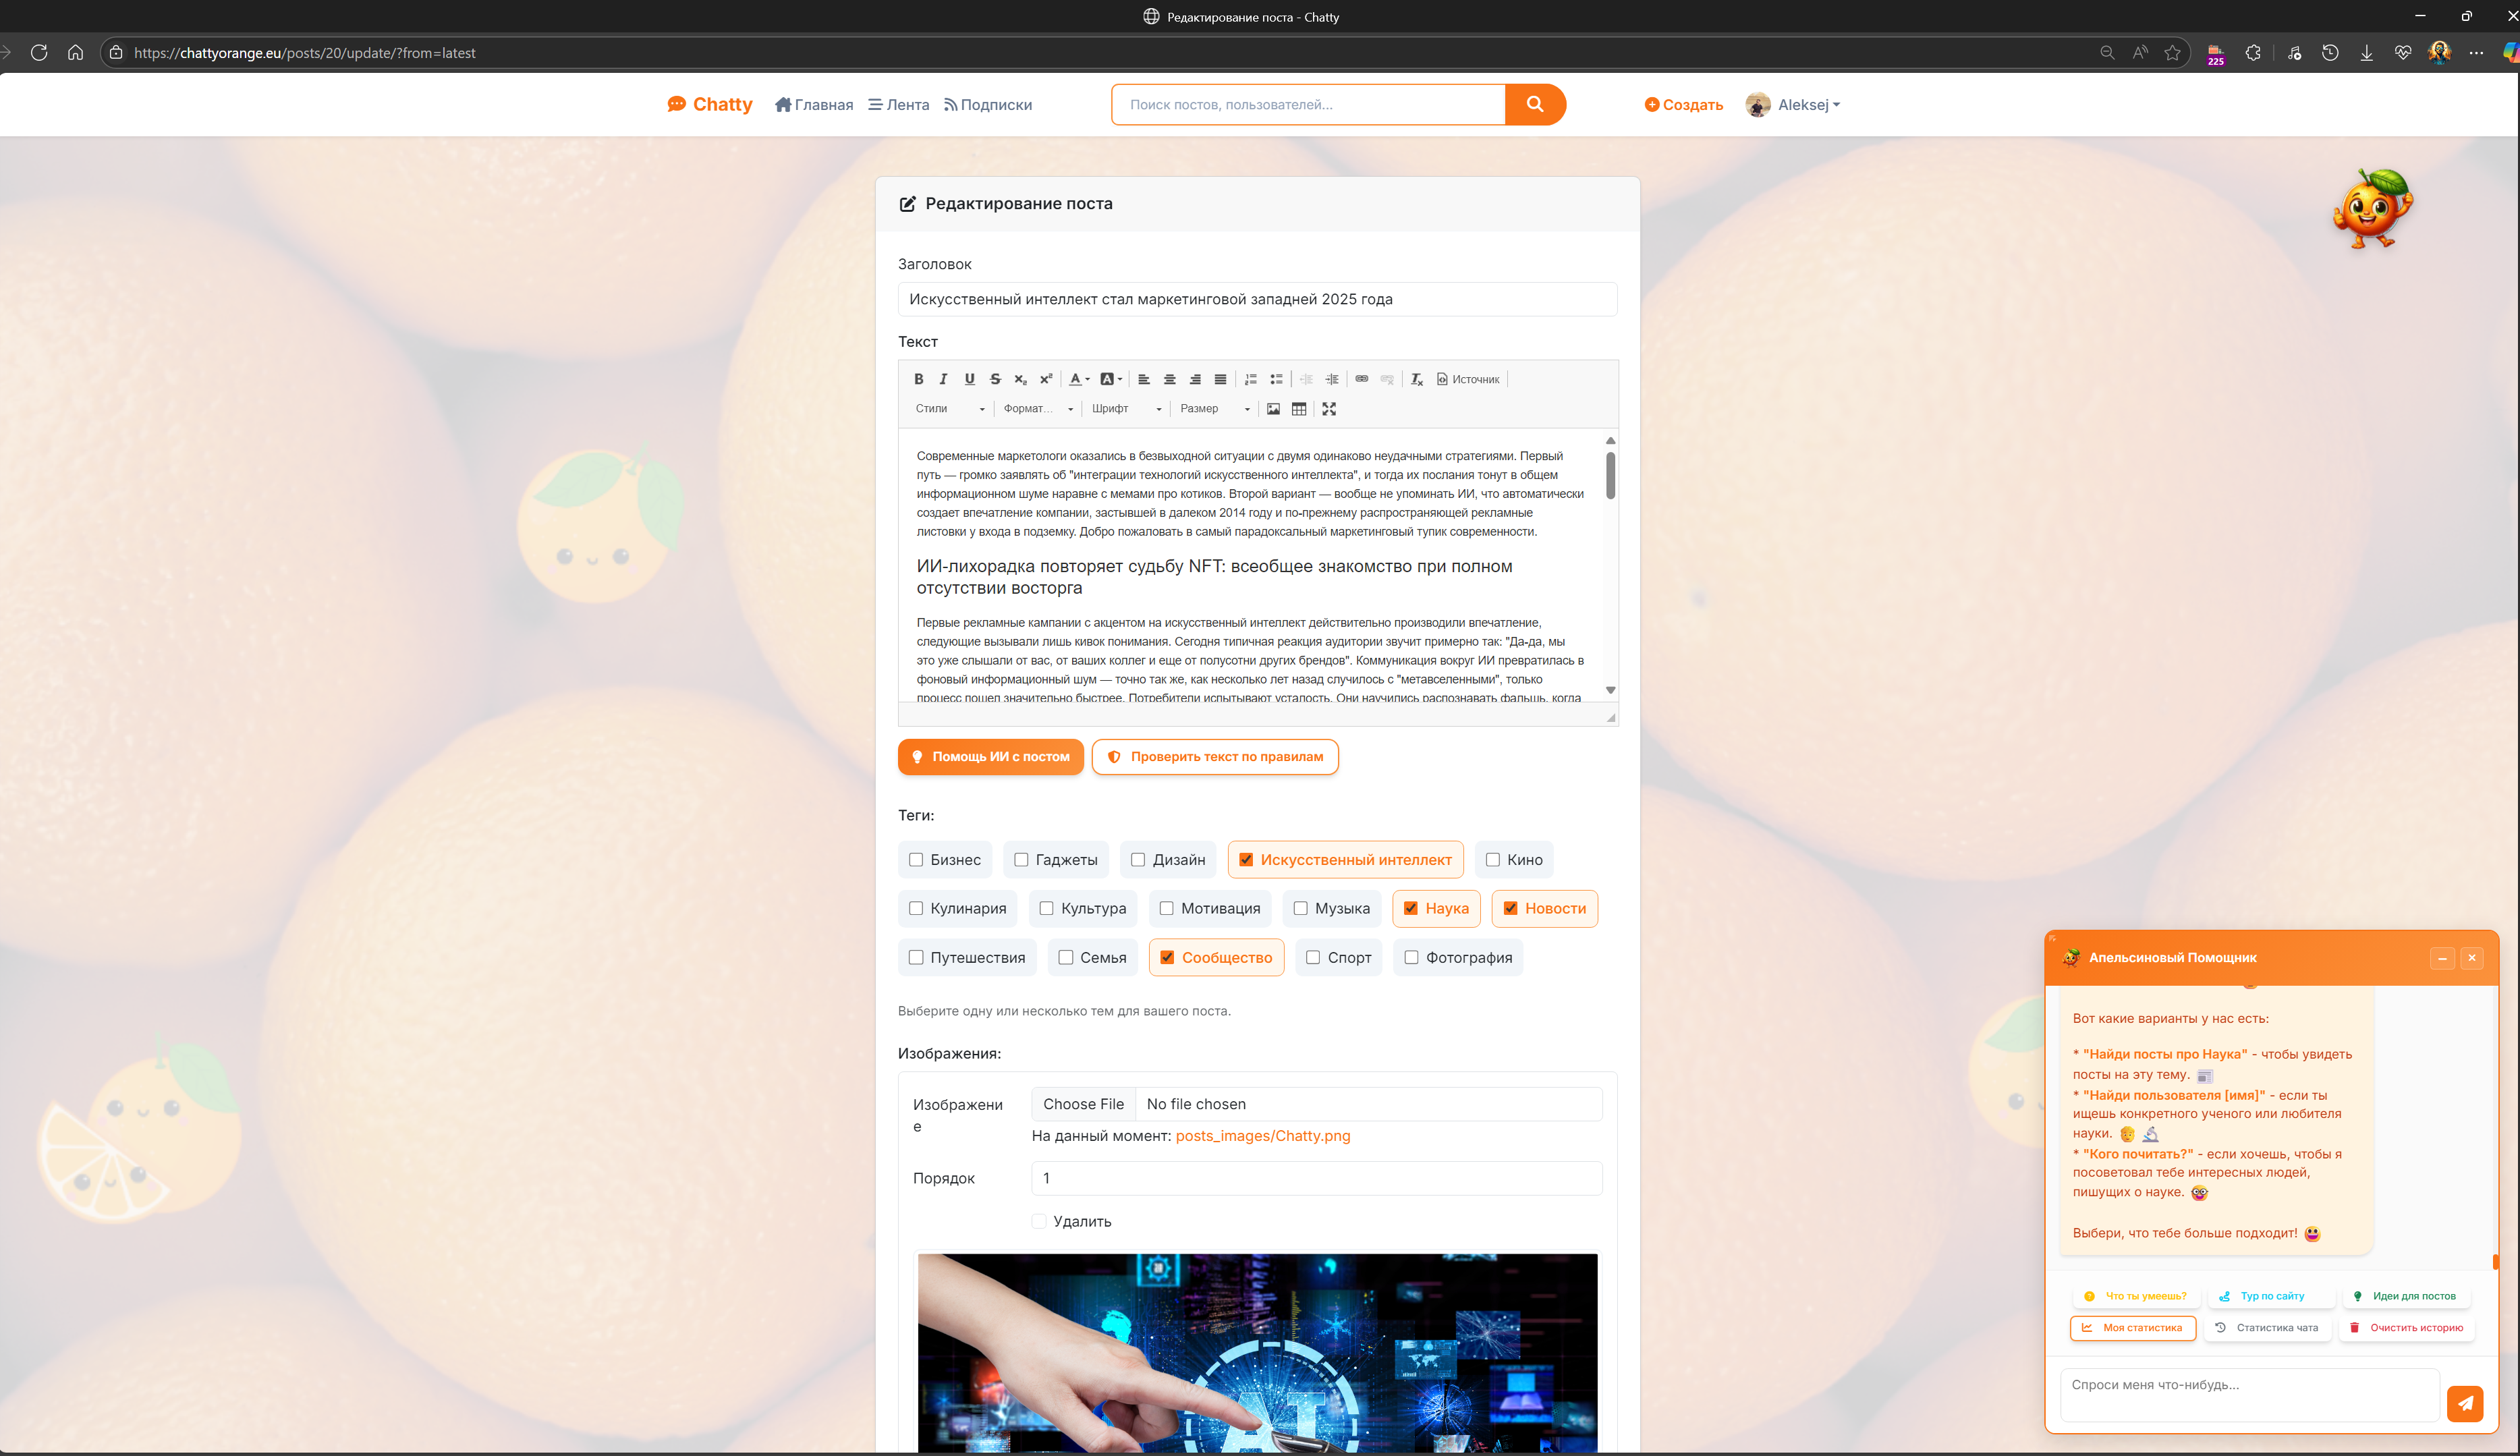 Редактирование поста - Chatty
https://chattyorange.eu/posts/20/update/?from=latest
225
Chatty
Главная
Лента
Подписки
Поиск постов, пользователей...
Создать
Aleksej
Редактирование поста
Заголовок
Искусственный интеллект стал маркетинговой западней 2025 года
Текст
Источник
Стили
Формат...
Шрифт
Размер
Современные маркетологи оказались в безвыходной ситуации с двумя одинаково неудачными стратегиями. Первый
путь — громко заявлять об "интеграции технологий искусственного интеллекта", и тогда их послания тонут в общем
информационном шуме наравне с мемами про котиков. Второй вариант — вообще не упоминать ИИ, что автоматически
создает впечатление компании, застывшей в далеком 2014 году и по-прежнему распространяющей рекламные
листовки у входа в подземку. Добро пожаловать в самый парадоксальный маркетинговый тупик современности.
ИИ-лихорадка повторяет судьбу NFT: всеобщее знакомство при полном
отсутствии восторга
Первые рекламные кампании с акцентом на искусственный интеллект действительно производили впечатление,
следующие вызывали лишь кивок понимания. Сегодня типичная реакция аудитории звучит примерно так: "Да-да, мы
это уже слышали от вас, от ваших коллег и еще от полусотни других брендов". Коммуникация вокруг ИИ превратилась в
фоновый информационный шум — точно так же, как несколько лет назад случилось с "метавселенными", только
процесс пошел значительно быстрее. Потребители испытывают усталость. Они научились распознавать фальшь, когда
Помощь ИИ с постом
Проверить текст по правилам
Теги:
Бизнес
Гаджеты
Дизайн
Искусственный интеллект
Кино
Кулинария
Культура
Мотивация
Музыка
Наука
Новости
Путешествия
Семья
Сообщество
Спорт
Фотография
Выберите одну или несколько тем для вашего поста.
Изображения:
Изображени
е
Choose File
No file chosen
На данный момент: posts_images/Chatty.png
Порядок
1
Удалить
AI
Апельсиновый Помощник
Вот какие варианты у нас есть:
* "Найди посты про Наука" - чтобы увидеть
посты на эту тему.
* "Найди пользователя [имя]" - если ты
ищешь конкретного ученого или любителя
науки.
* "Кого почитать?" - если хочешь, чтобы я
посоветовал тебе интересных людей,
пишущих о науке.
Выбери, что тебе больше подходит!
Что ты умеешь?
Тур по сайту
Идеи для постов
Моя статистика
Статистика чата
Очистить историю
Спроси меня что-нибудь...